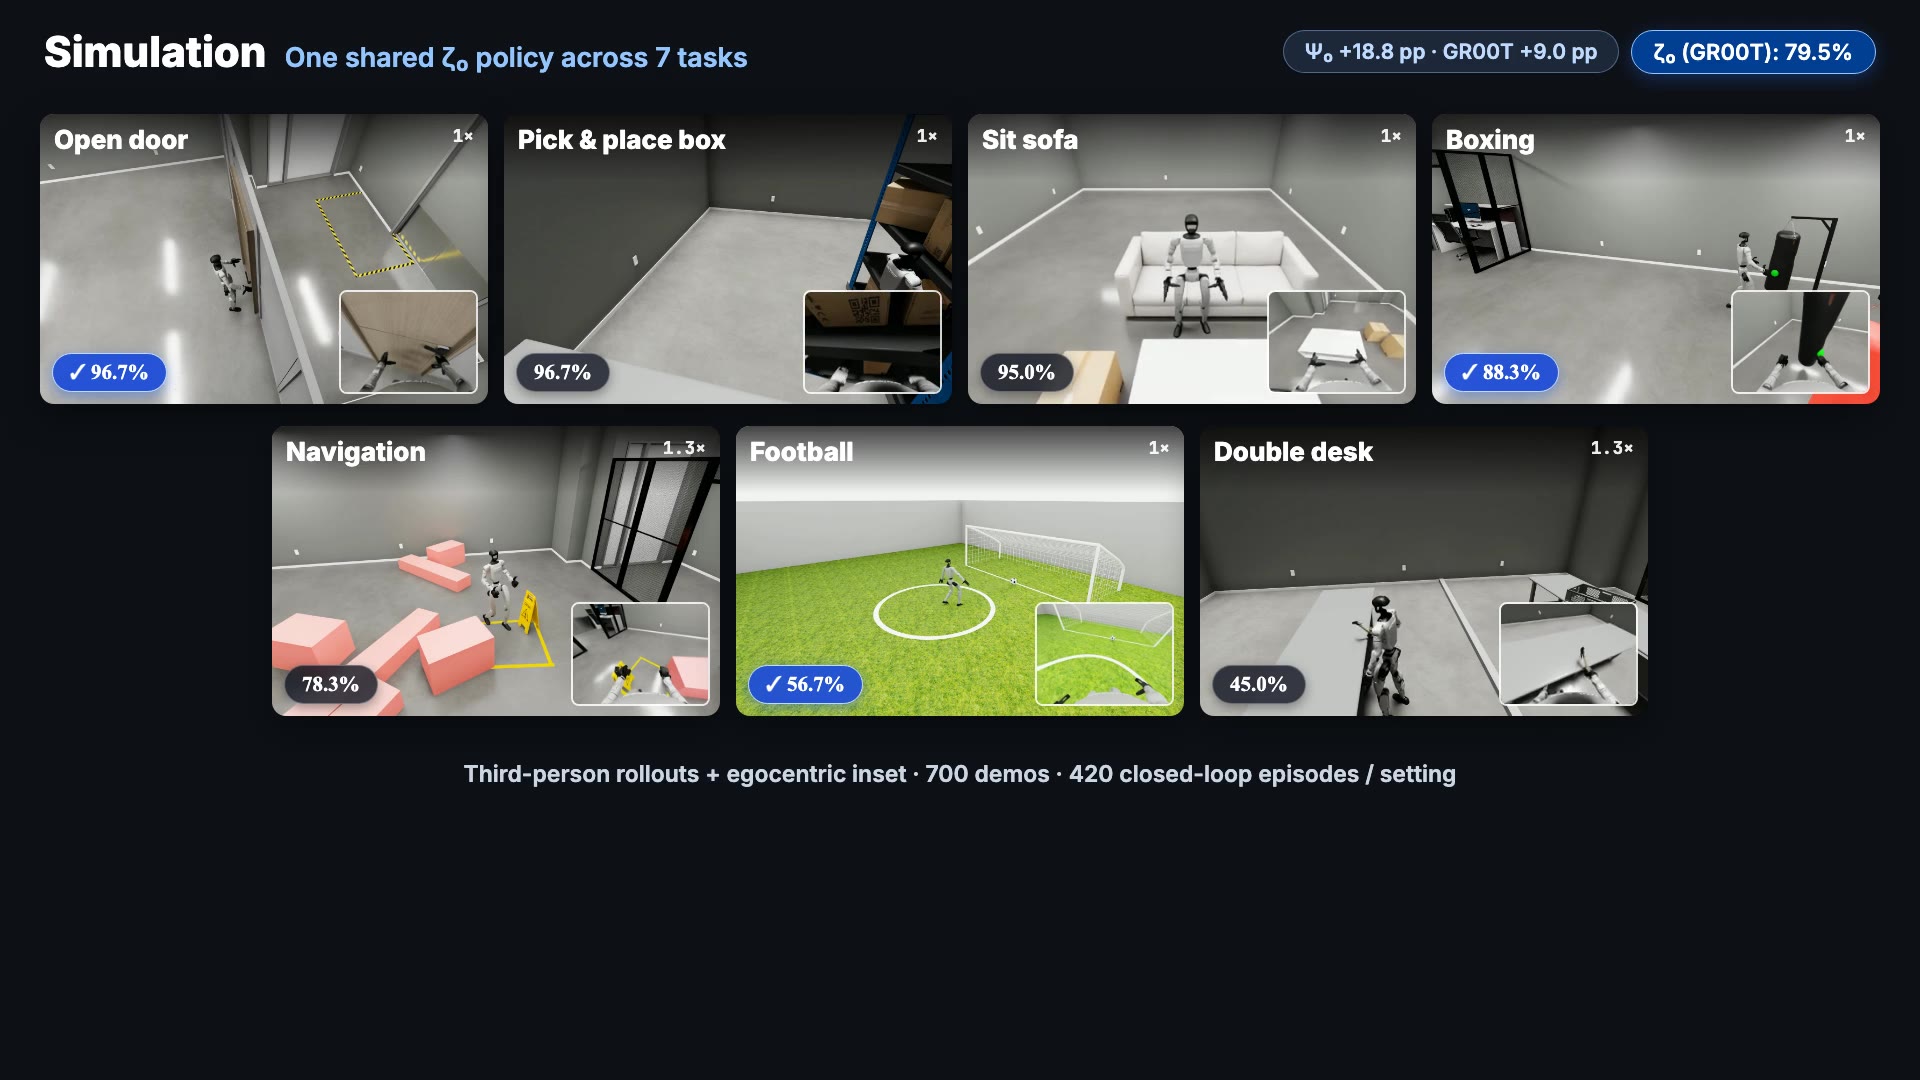 Simulation One shared ζ₀ policy across 7 tasks
Ψ₀ +18.8 pp · GR00T +9.0 pp
ζ₀ (GR00T): 79.5%
Open door 1×
✓ 96.7%
Pick & place box 1×
96.7%
Sit sofa 1×
95.0%
Boxing 1×
✓ 88.3%
Navigation 1.3×
78.3%
Football 1×
✓ 56.7%
Double desk 1.3×
45.0%
Third-person rollouts + egocentric inset · 700 demos · 420 closed-loop episodes / setting